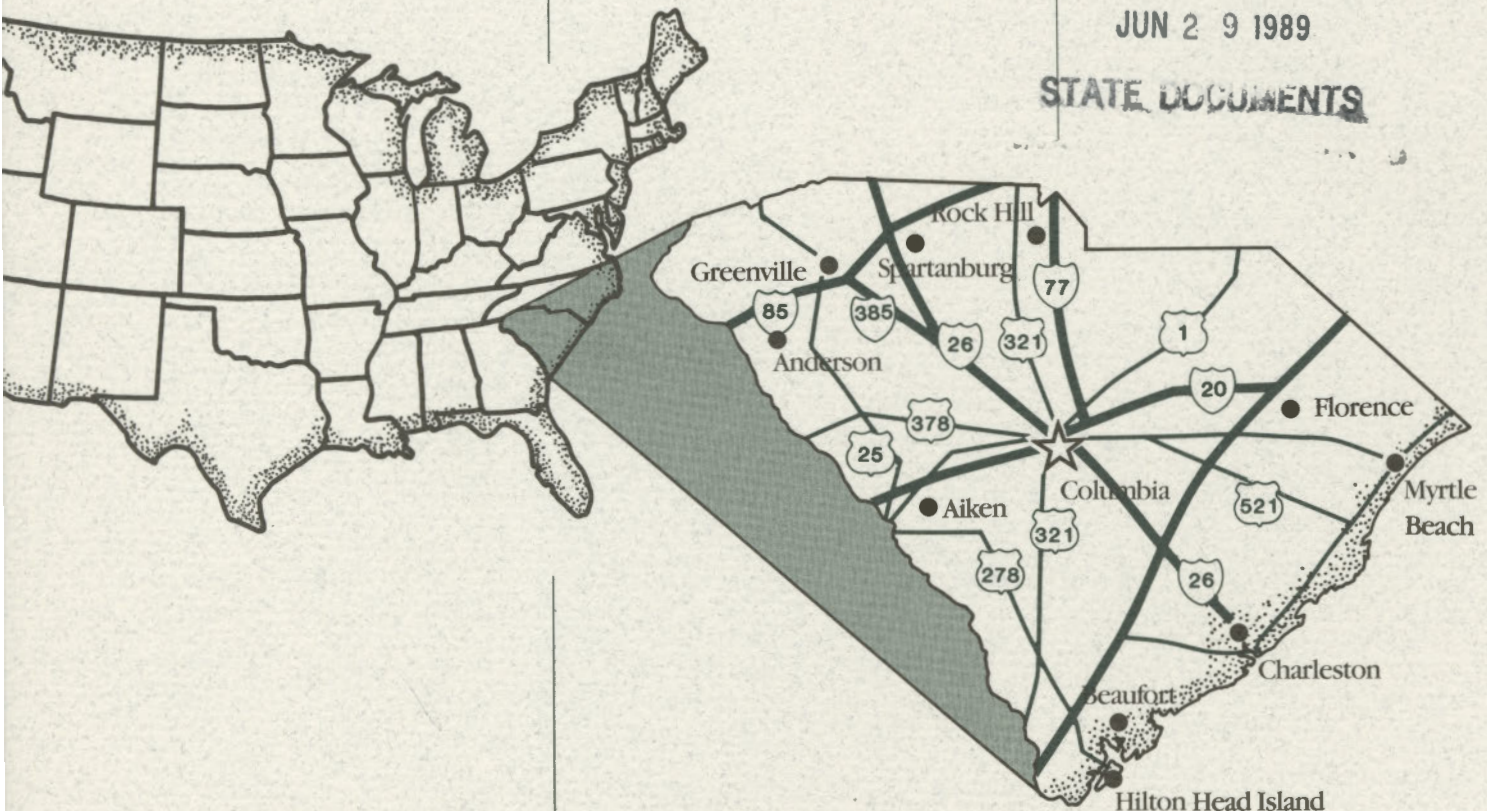 JUN 2 9 1989
STATE DOCUMENTS
Rock Hill
Greenville
Spartanburg
77
85
385
26
321
1
Anderson
20
378
Florence
25
Columbia
Myrtle
Beach
Aiken
521
321
278
26
Charleston
Beaufort
Hilton Head Island